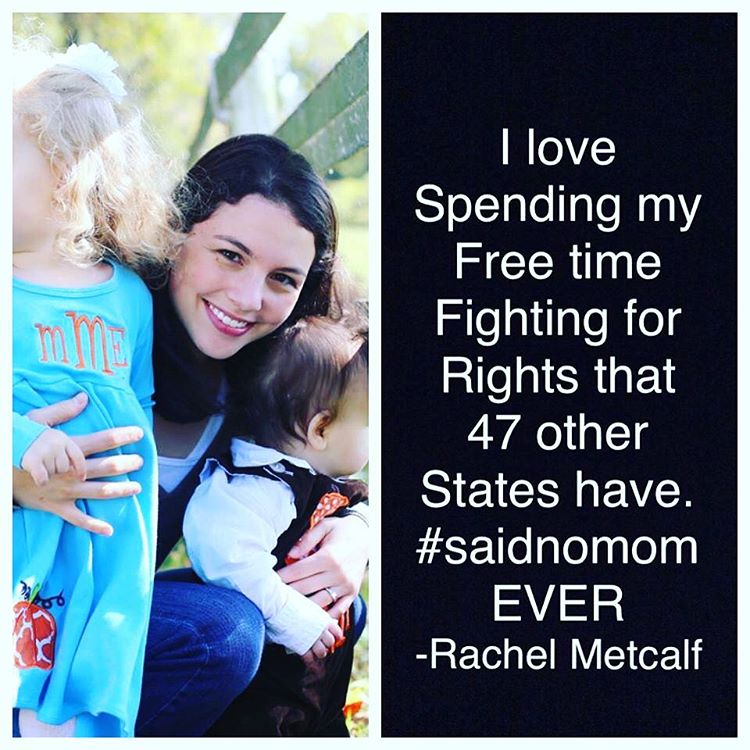 mME
I love
Spending my
Free time
Fighting for
Rights that
47 other
States have.
#saidnomom
EVER
-Rachel Metcalf